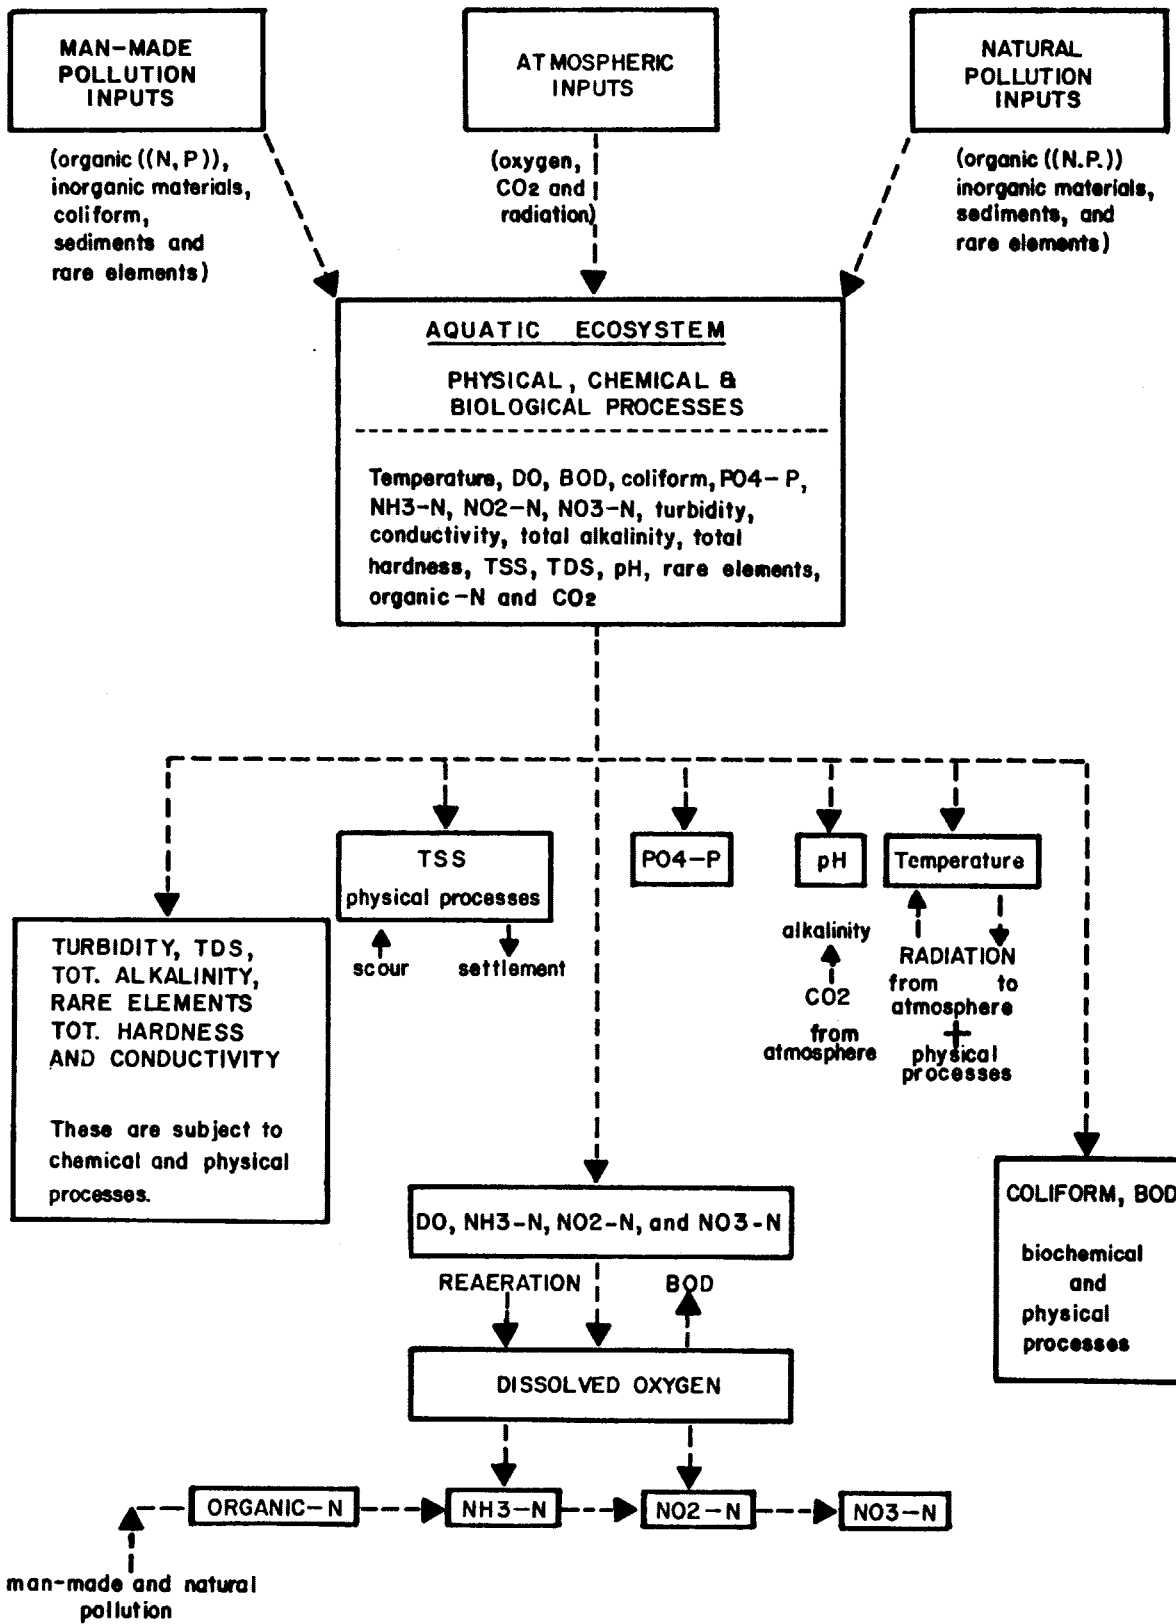 MAN-MADE
POLLUTION
INPUTS
ATMOSPHERIC
INPUTS
NATURAL
POLLUTION
INPUTS
(organic ((N, P)),
inorganic materials,
coliform,
sediments and
rare elements)
(oxygen,
CO2 and
radiation)
(organic ((N.P.))
inorganic materials,
sediments, and
rare elements)
AQUATIC ECOSYSTEM
PHYSICAL, CHEMICAL &
BIOLOGICAL PROCESSES
Temperature, DO, BOD, coliform, PO4-P,
NH3-N, NO2-N, NO3-N, turbidity,
conductivity, total alkalinity, total
hardness, TSS, TDS, pH, rare elements,
organic-N and CO2
TSS
physical processes
scour
settlement
PO4-P
pH
alkalinity
CO2
from
atmosphere
Temperature
RADIATION
from to
atmosphere
+
physical
processes
TURBIDITY, TDS,
TOT. ALKALINITY,
RARE ELEMENTS
TOT. HARDNESS
AND CONDUCTIVITY
These are subject to
chemical and physical
processes.
COLIFORM, BOD
biochemical
and
physical
processes
DO, NH3-N, NO2-N, and NO3-N
REAERATION
BOD
DISSOLVED OXYGEN
ORGANIC-N
NH3-N
NO2-N
NO3-N
man-made and natural
pollution